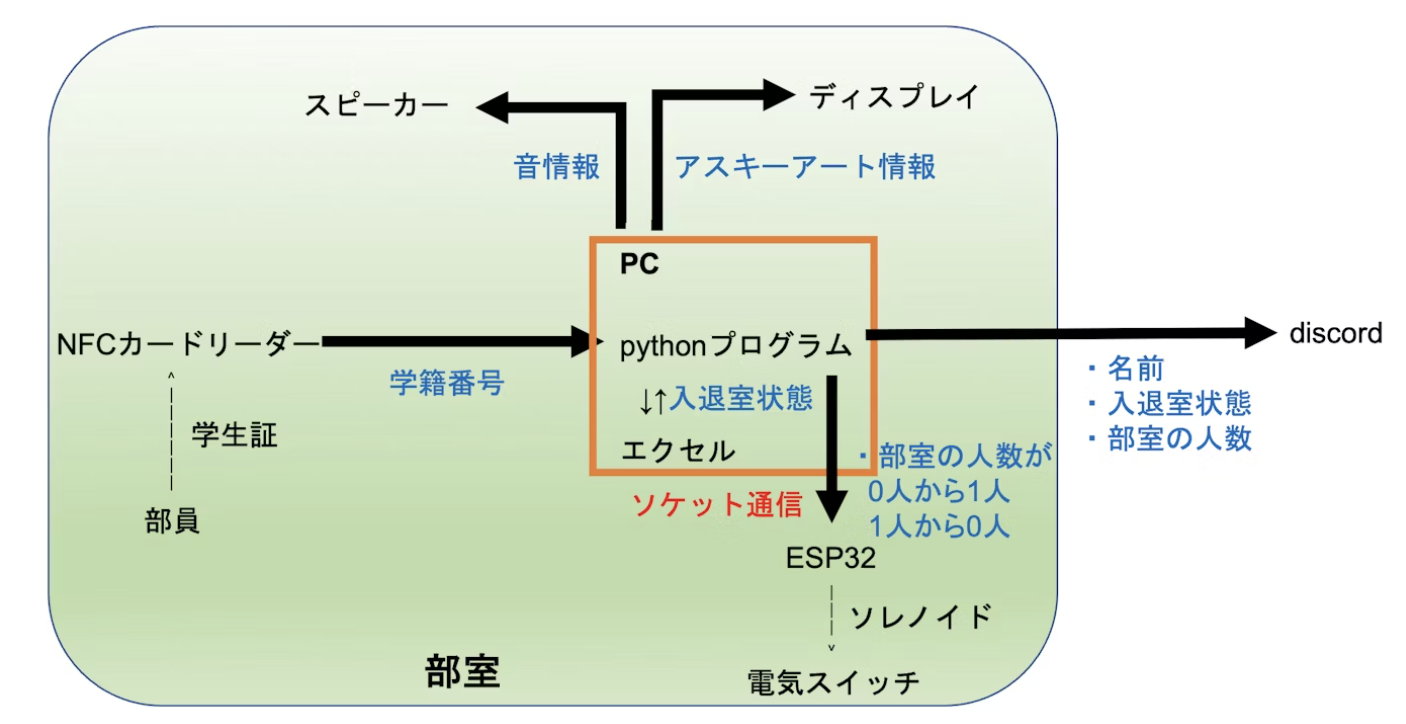 スピーカー
ディスプレイ
音情報
アスキーアート情報
PC
NFCカードリーダー
学籍番号
pythonプログラム
discord
↓↑入退室状態
エクセル
・名前
・入退室状態
・部室の人数
学生証
部員
ソケット通信
・部室の人数が
0人から1人
1人から0人
ESP32
ソレノイド
電気スイッチ
部室